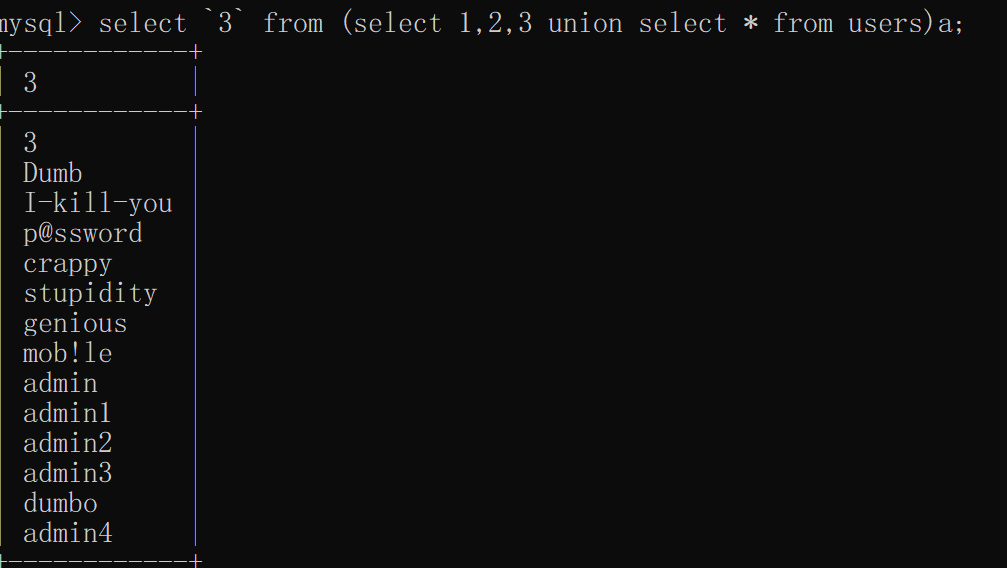 mysql> select `3` from (select 1,2,3 union select * from users)a;
+------------+
| 3          |
+------------+
| 3          |
| Dumb       |
| I-kill-you |
| p@ssword   |
| crappy     |
| stupidity  |
| genious    |
| mob!le     |
| admin      |
| admin1     |
| admin2     |
| admin3     |
| dumbo      |
| admin4     |
+------------+